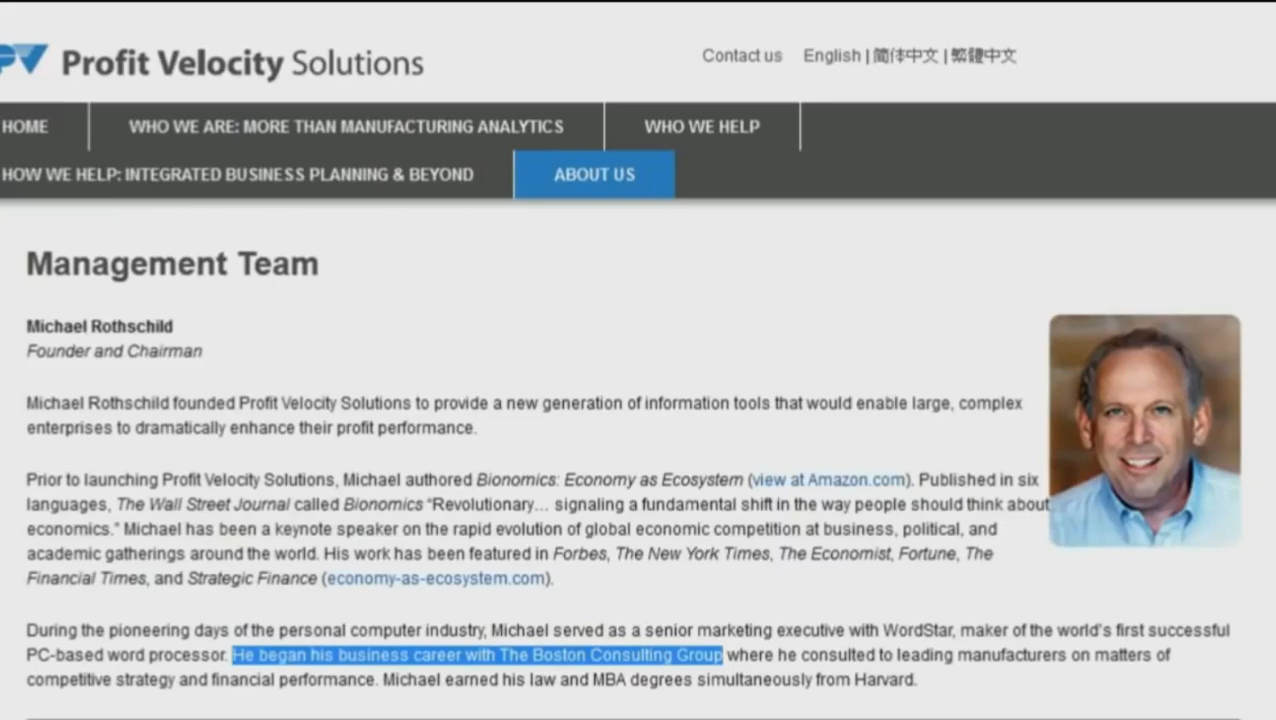 PV Profit Velocity Solutions
Contact us English | 简体中文 | 繁體中文
HOME WHO WE ARE: MORE THAN MANUFACTURING ANALYTICS WHO WE HELP
HOW WE HELP: INTEGRATED BUSINESS PLANNING & BEYOND ABOUT US
Management Team
Michael Rothschild
Founder and Chairman
Michael Rothschild founded Profit Velocity Solutions to provide a new generation of information tools that would enable large, complex
enterprises to dramatically enhance their profit performance.
Prior to launching Profit Velocity Solutions, Michael authored Bionomics: Economy as Ecosystem (view at Amazon.com). Published in six
languages, The Wall Street Journal called Bionomics “Revolutionary… signaling a fundamental shift in the way people should think about
economics.” Michael has been a keynote speaker on the rapid evolution of global economic competition at business, political, and
academic gatherings around the world. His work has been featured in Forbes, The New York Times, The Economist, Fortune, The
Financial Times, and Strategic Finance (economy-as-ecosystem.com).
During the pioneering days of the personal computer industry, Michael served as a senior marketing executive with WordStar, maker of the world's first successful
PC-based word processor. He began his business career with The Boston Consulting Group where he consulted to leading manufacturers on matters of
competitive strategy and financial performance. Michael earned his law and MBA degrees simultaneously from Harvard.